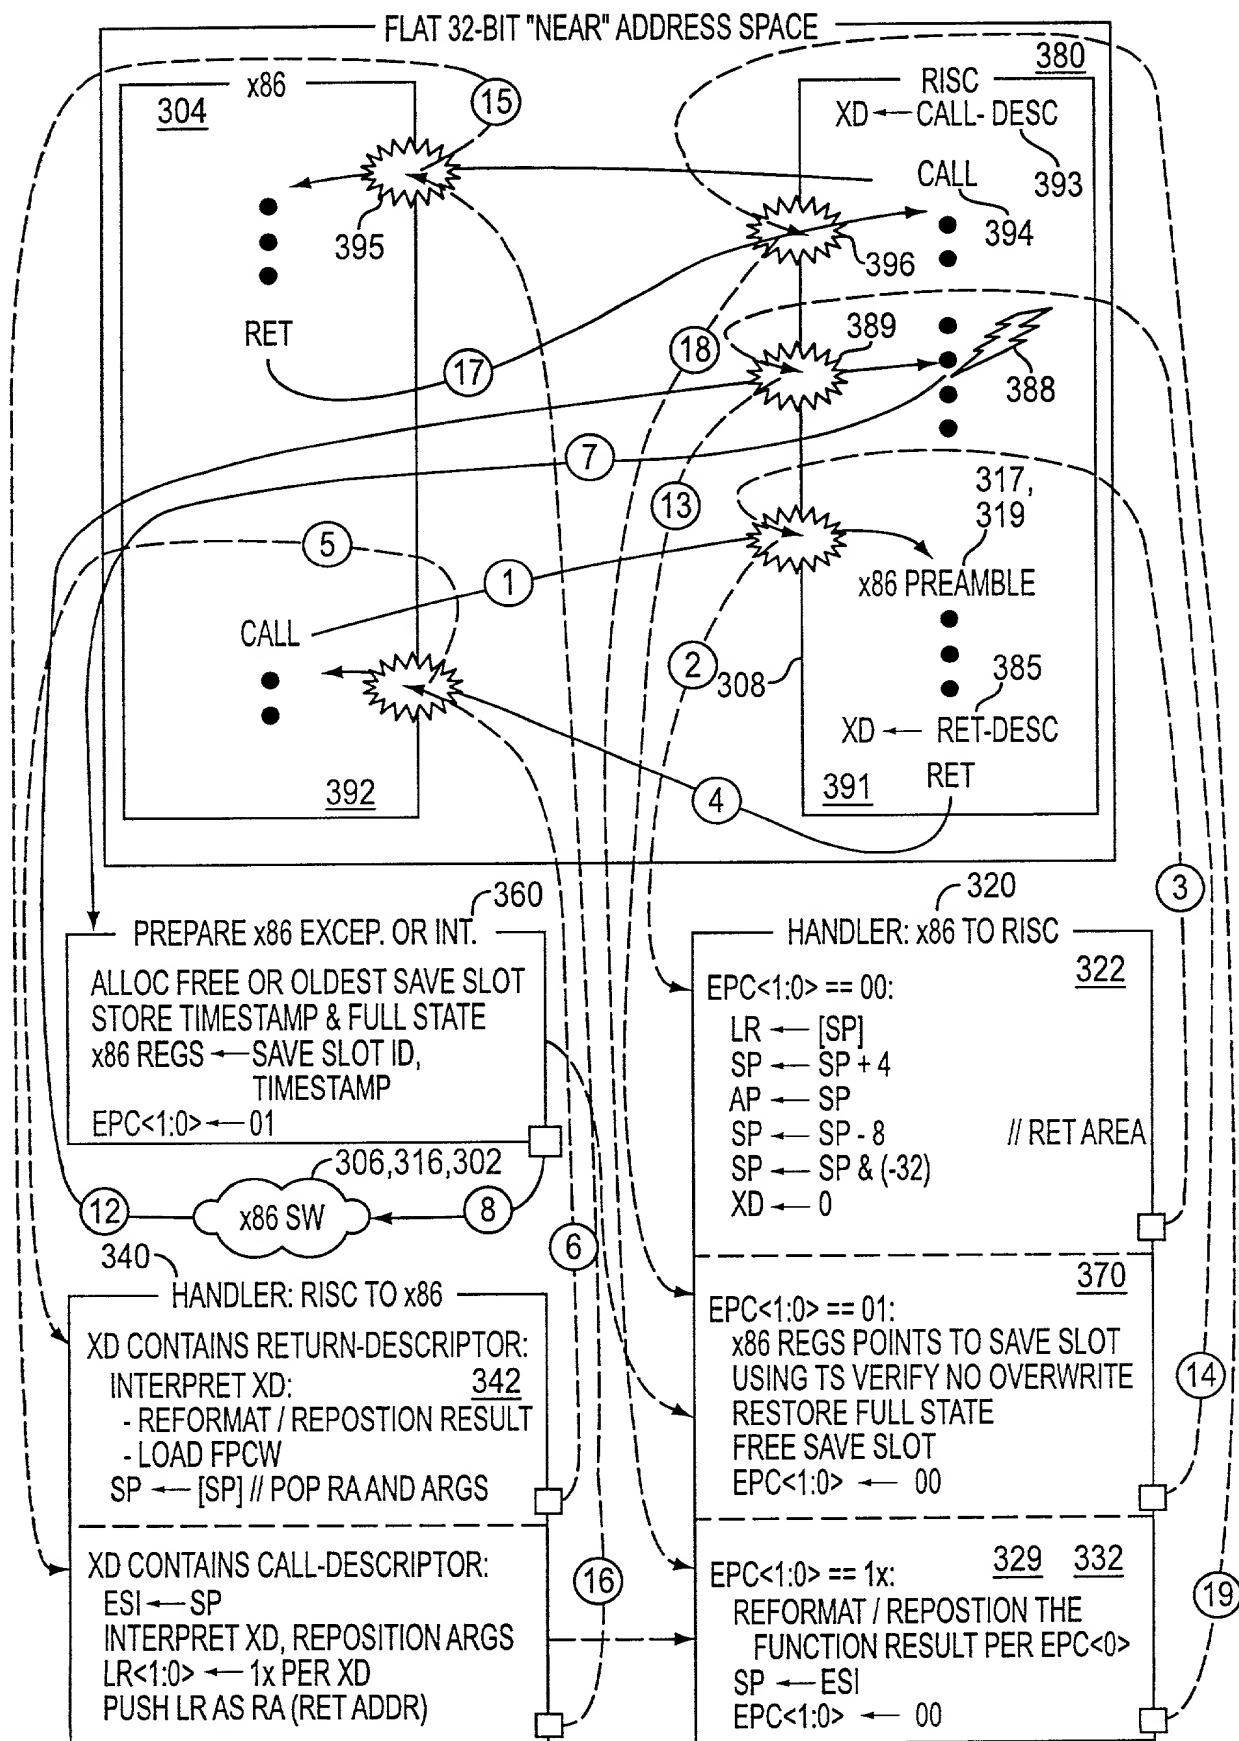 FLAT 32-BIT "NEAR" ADDRESS SPACE
x86
304
15
395
RET
17
7
5
1
CALL
392
RISC
380
XD ← CALL- DESC
393
CALL
394
396
18
389
388
13
317,
319
x86 PREAMBLE
2
308
385
XD ← RET-DESC
RET
391
4
3
360
PREPARE x86 EXCEP. OR INT.
ALLOC FREE OR OLDEST SAVE SLOT
STORE TIMESTAMP & FULL STATE
x86 REGS ← SAVE SLOT ID,
TIMESTAMP
EPC<1:0> ← 01
306,316,302
12
x86 SW
8
6
340
HANDLER: RISC TO x86
XD CONTAINS RETURN-DESCRIPTOR:
INTERPRET XD:
342
- REFORMAT / REPOSTION RESULT
- LOAD FPCW
SP ← [SP] // POP RA AND ARGS
XD CONTAINS CALL-DESCRIPTOR:
ESI ← SP
INTERPRET XD, REPOSITION ARGS
LR<1:0> ← 1x PER XD
PUSH LR AS RA (RET ADDR)
16
320
HANDLER: x86 TO RISC
322
EPC<1:0> == 00:
LR ← [SP]
SP ← SP + 4
AP ← SP
SP ← SP - 8 // RET AREA
SP ← SP & (-32)
XD ← 0
370
EPC<1:0> == 01:
x86 REGS POINTS TO SAVE SLOT
USING TS VERIFY NO OVERWRITE
RESTORE FULL STATE
FREE SAVE SLOT
EPC<1:0> ← 00
14
EPC<1:0> == 1x:
329
332
REFORMAT / REPOSTION THE
FUNCTION RESULT PER EPC<0>
SP ← ESI
EPC<1:0> ← 00
19